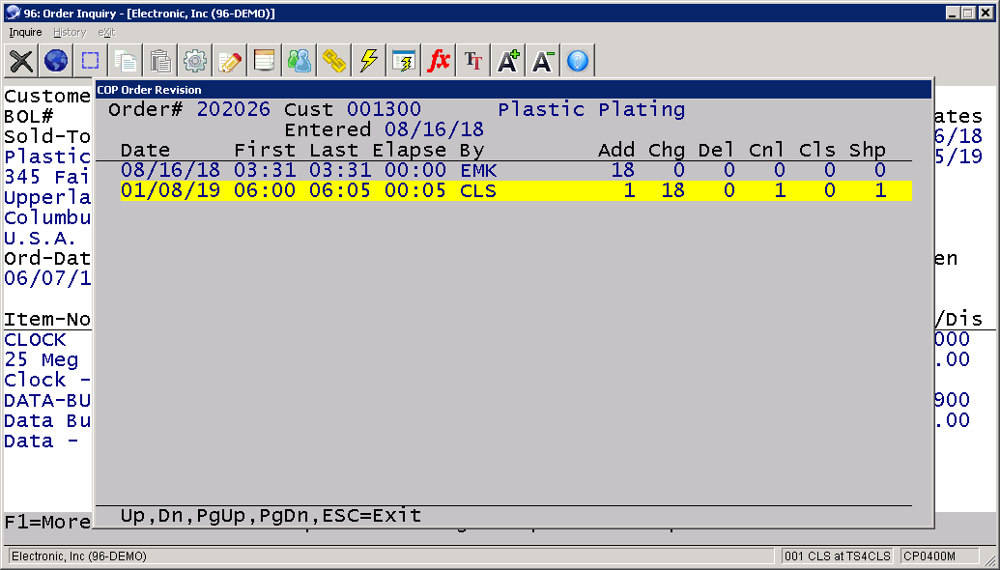 96: Order Inquiry - [Electronic, Inc (96-DEMO)]
Inquire History eXit
fx TT A+ A- ?
COP Order Revision
Order# 202026 Cust 001300 Plastic Plating
Entered 08/16/18
Date First Last Elapse By Add Chg Del Cnl Cls Shp
08/16/18 03:31 03:31 00:00 EMK 18 0 0 0 0 0
01/08/19 06:00 06:05 00:05 CLS 1 18 0 1 0 1
Up,Dn,PgUp,PgDn,ESC=Exit
Custome
BOL# ates
Sold-To 6/18
Plastic 5/19
345 Fai
Upperla
Columbu
U.S.A.
Ord-Dat en
06/07/1
Item-No /Dis
CLOCK 000
25 Meg .00
Clock -
DATA-BU 900
Data Bu .00
Data -
F1=More
Electronic, Inc (96-DEMO) 001 CLS at TS4CLS CP0400M